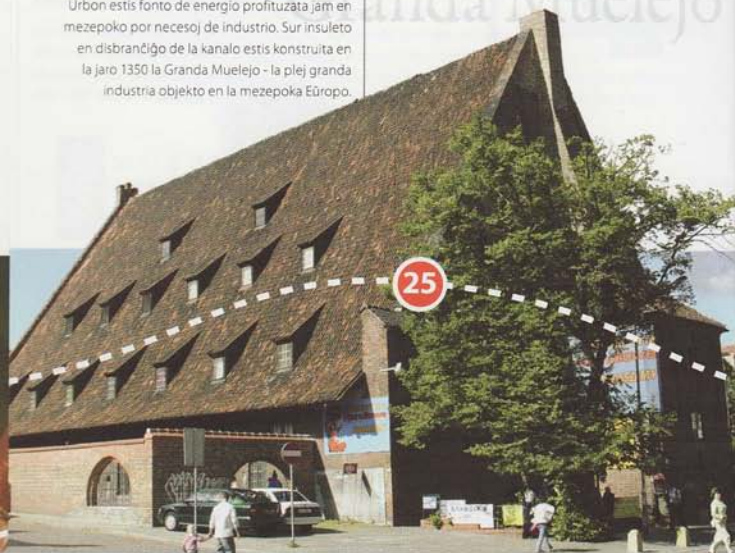 Urbon estis fonto de energio profituzata jam en
mezepoko por necesoj de industrio. Sur insuleto
en disbranĉiĝo de la kanalo estis konstruita en
la jaro 1350 la Granda Muelejo - la plej granda
industria objekto en la mezepoka Eŭropo.
Granda Muelejo
25